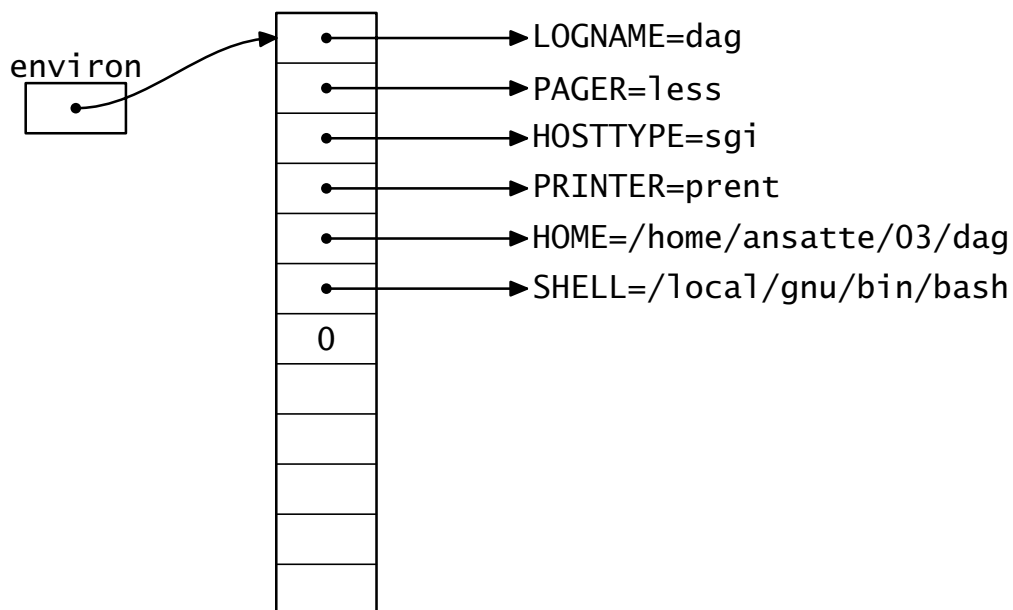 LOGNAME=dag
environ
PAGER=less
HOSTTYPE=sgi
PRINTER=prent
HOME=/home/ansatte/03/dag
SHELL=/local/gnu/bin/bash
0